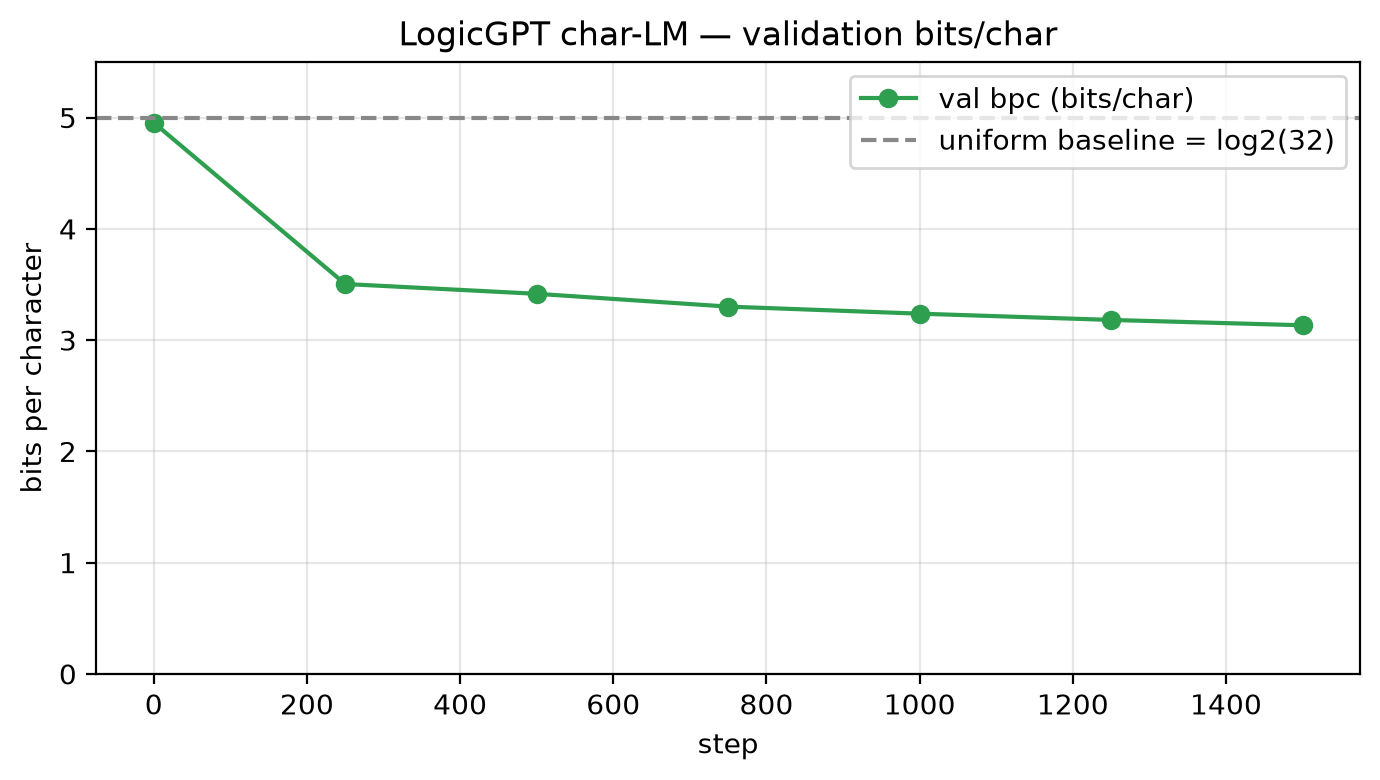 LogicGPT char-LM — validation bits/char
val bpc (bits/char)
uniform baseline = log2(32)
bits per character
5
4
3
2
1
0
0 200 400 600 800 1000 1200 1400
step